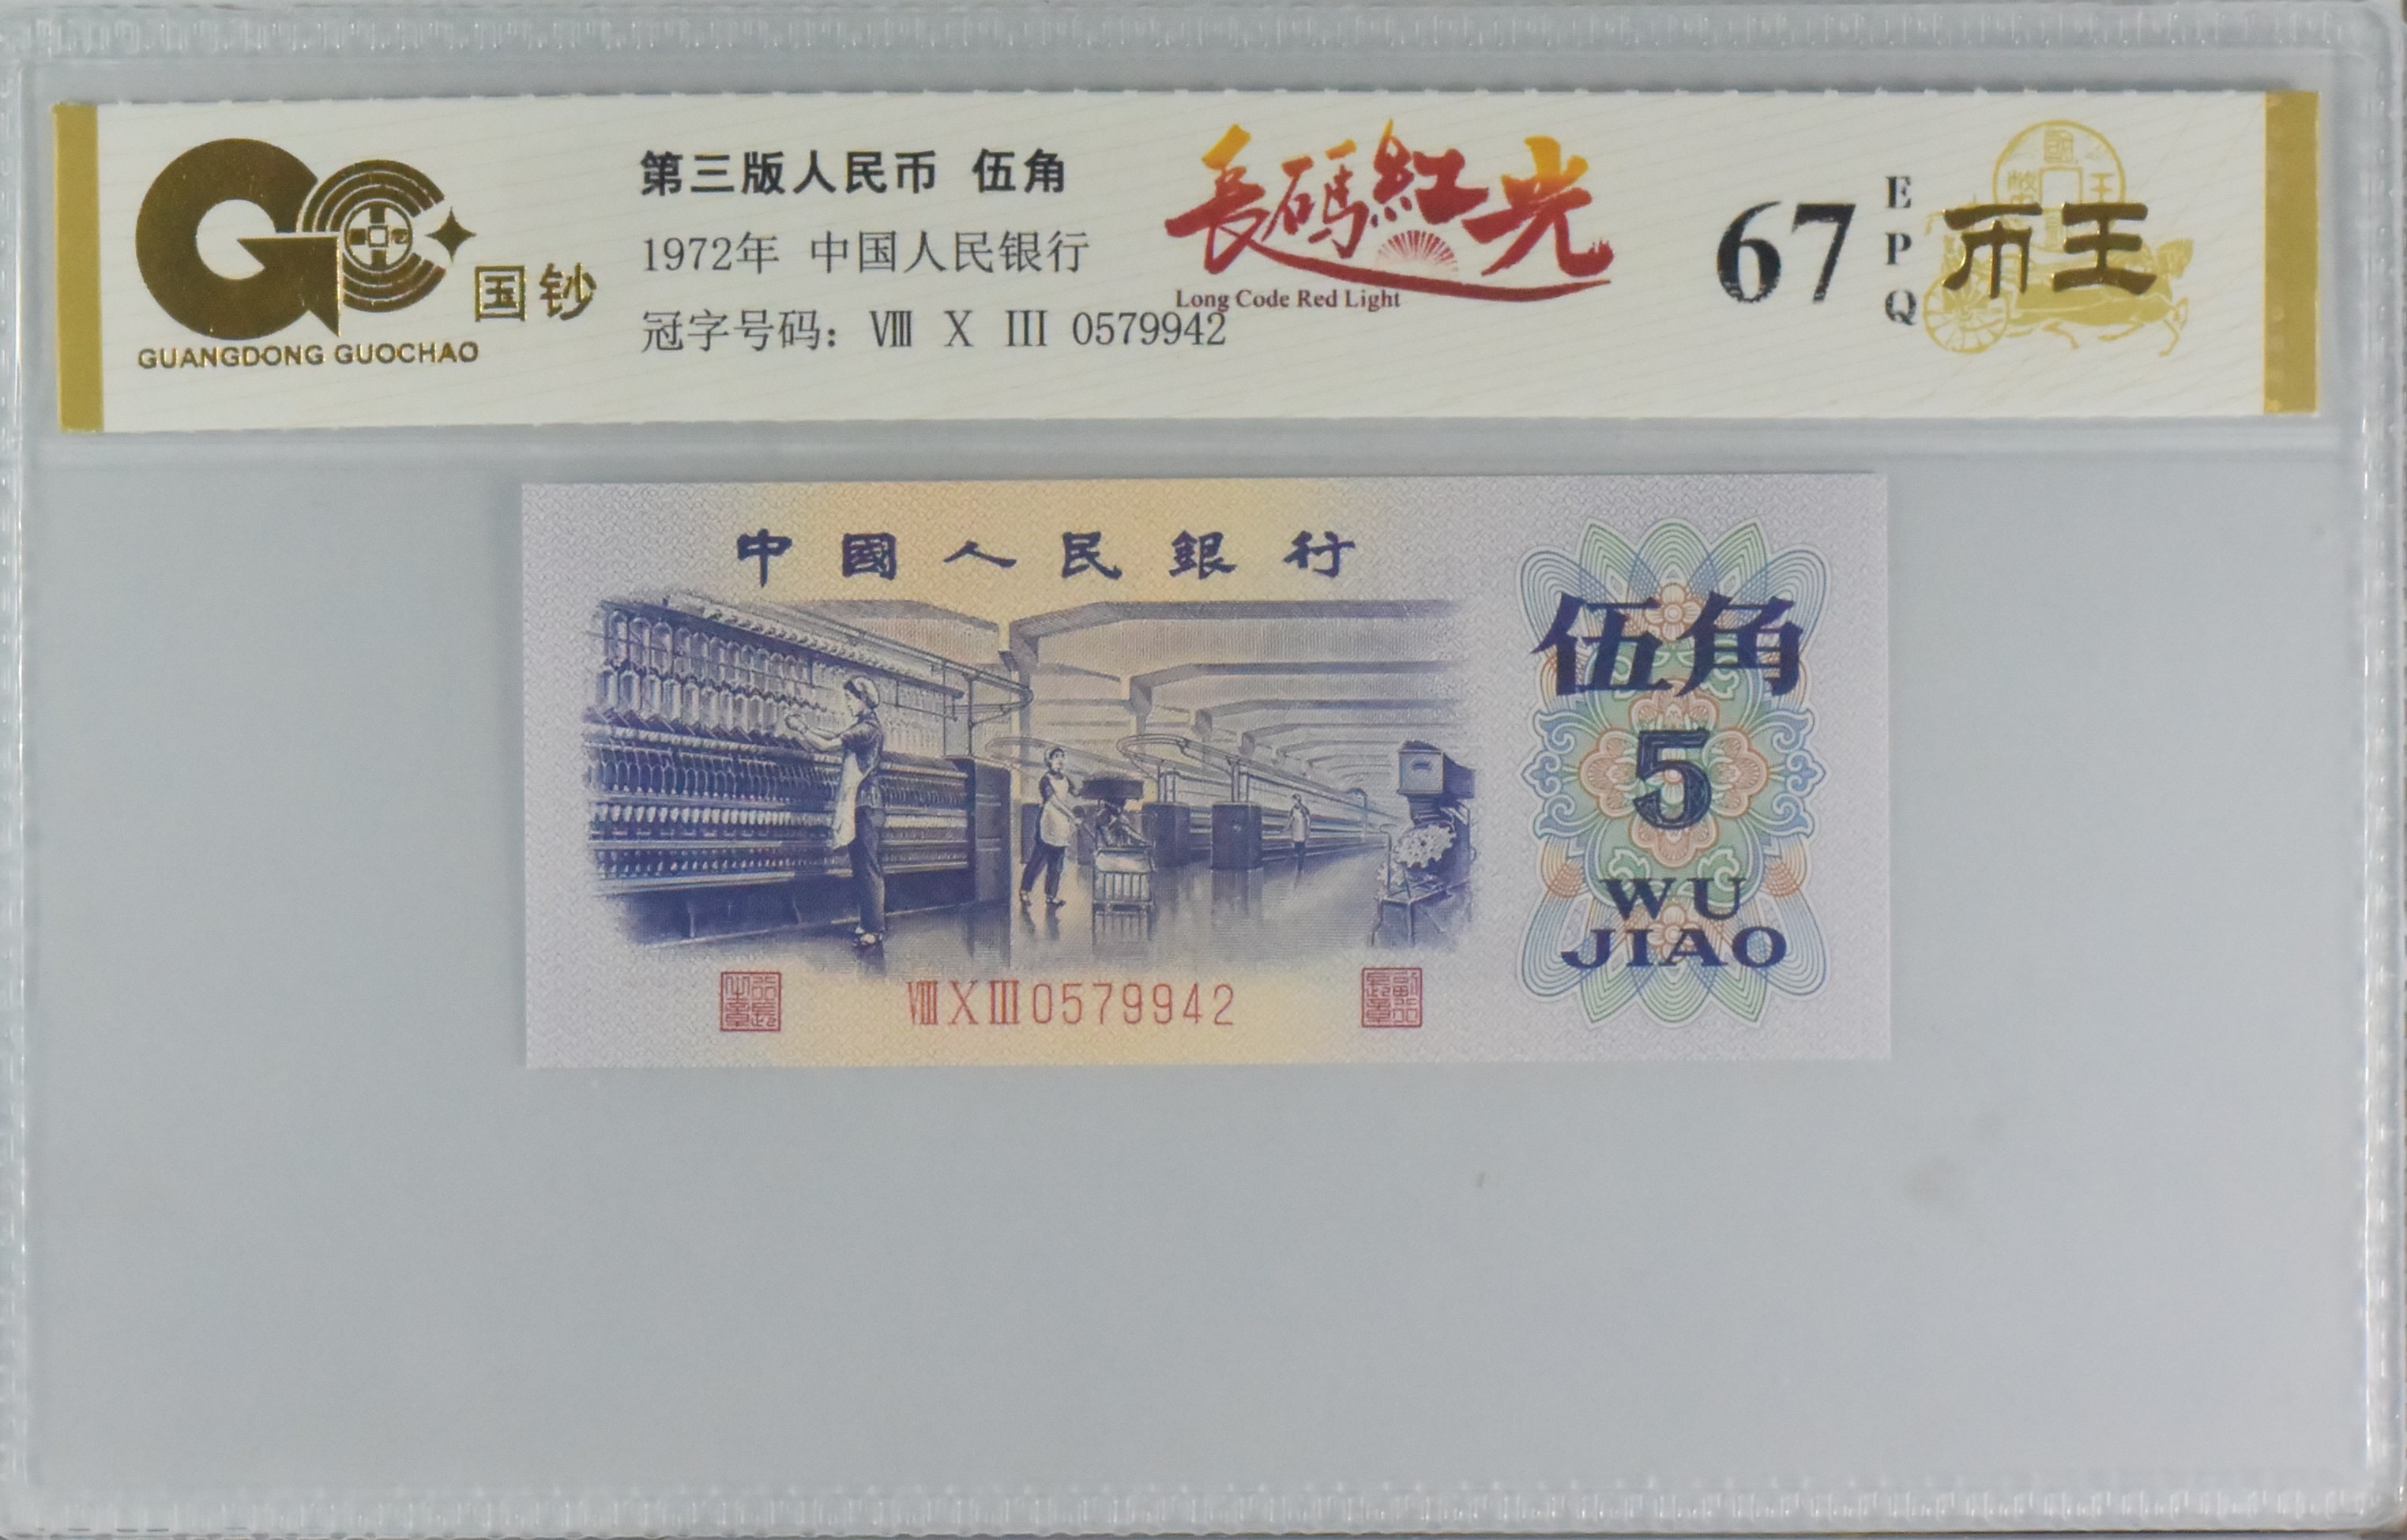 国钞
GUANGDONG GUOCHAO
第三版人民币 伍角
1972年 中国人民银行
冠字号码：Ⅷ Ⅹ Ⅲ 0579942
長碼紅光
Long Code Red Light
67
EPQ
币王
中國人民銀行
伍角
5
WU
JIAO
ⅧⅩⅢ0579942